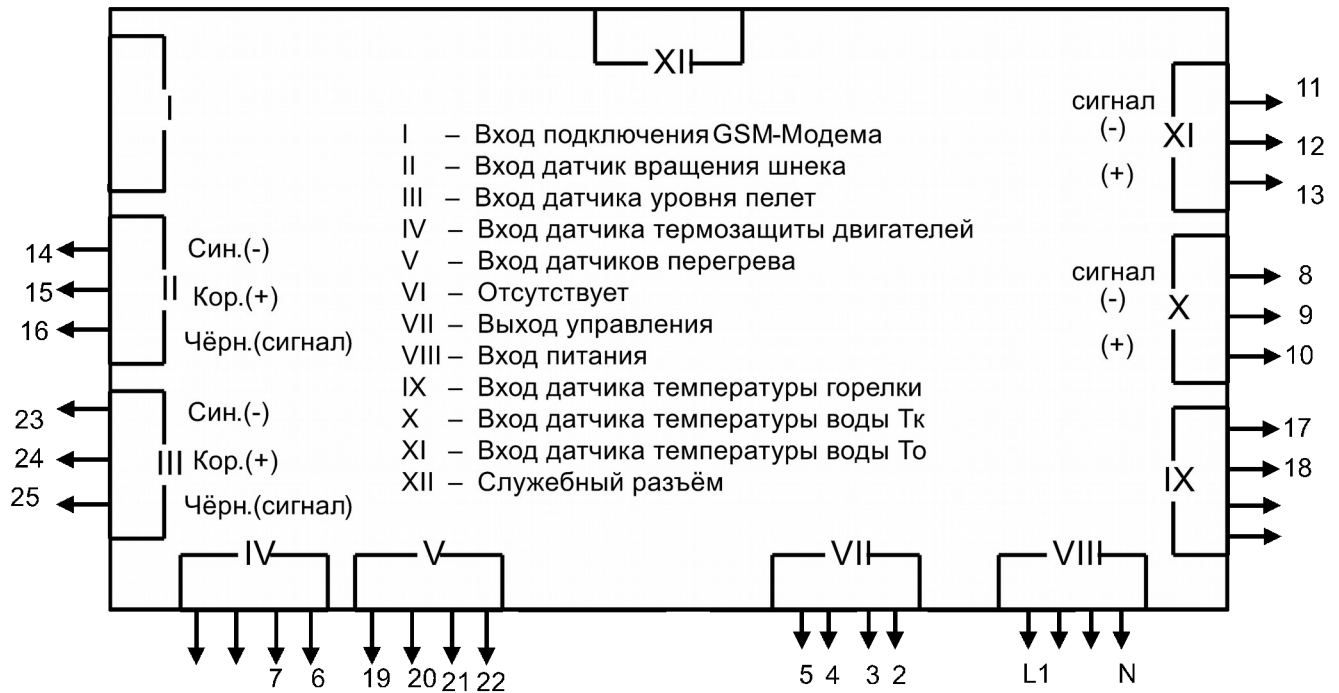 XII
I
I – Вход подключения GSM-Модема
II – Вход датчик вращения шнека
III – Вход датчика уровня пелет
IV – Вход датчика термозащиты двигателей
V – Вход датчиков перегрева
VI – Отсутствует
VII – Выход управления
VIII – Вход питания
IX – Вход датчика температуры горелки
X – Вход датчика температуры воды Тк
XI – Вход датчика температуры воды То
XII – Служебный разъём
14
15
16
II
Син.(-)
Кор.(+)
Чёрн.(сигнал)
23
24
25
III
Син.(-)
Кор.(+)
Чёрн.(сигнал)
сигнал
(-)
(+)
XI
11
12
13
сигнал
(-)
(+)
X
8
9
10
IX
17
18
IV
7 6
V
19 20 21 22
VII
5 4 3 2
VIII
L1 N